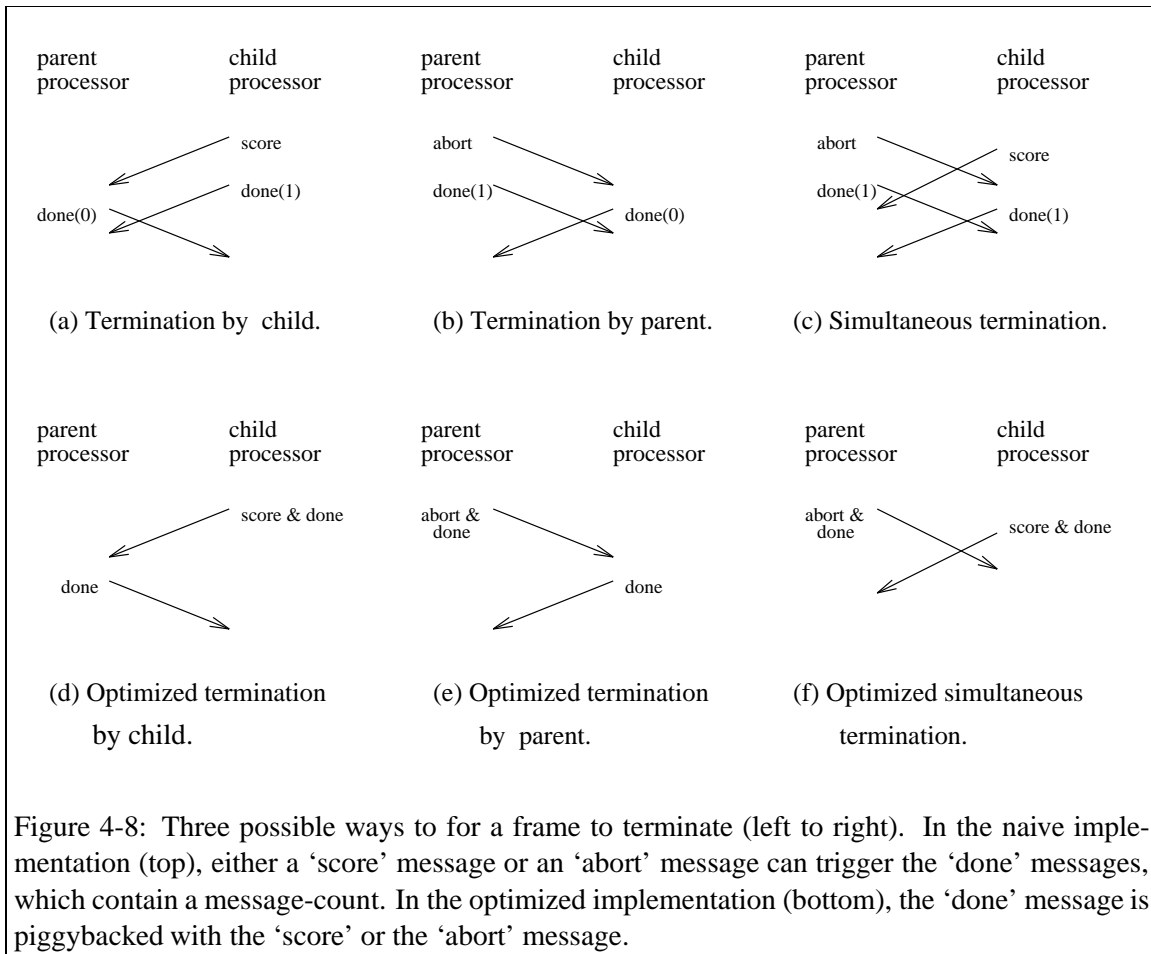 parent processor
child processor
parent processor
child processor
parent processor
child processor
score
done(1)
done(0)
(a) Termination by child.
abort
done(1)
done(0)
(b) Termination by parent.
abort
score
done(1)
done(1)
(c) Simultaneous termination.
parent processor
child processor
parent processor
child processor
parent processor
child processor
score & done
done
(d) Optimized termination
by child.
abort &
done
done
(e) Optimized termination
by parent.
abort &
done
score & done
(f) Optimized simultaneous
termination.
Figure 4-8: Three possible ways to for a frame to terminate (left to right). In the naive imple-
mentation (top), either a ‘score’ message or an ‘abort’ message can trigger the ‘done’ messages,
which contain a message-count. In the optimized implementation (bottom), the ‘done’ message is
piggybacked with the ‘score’ or the ‘abort’ message.